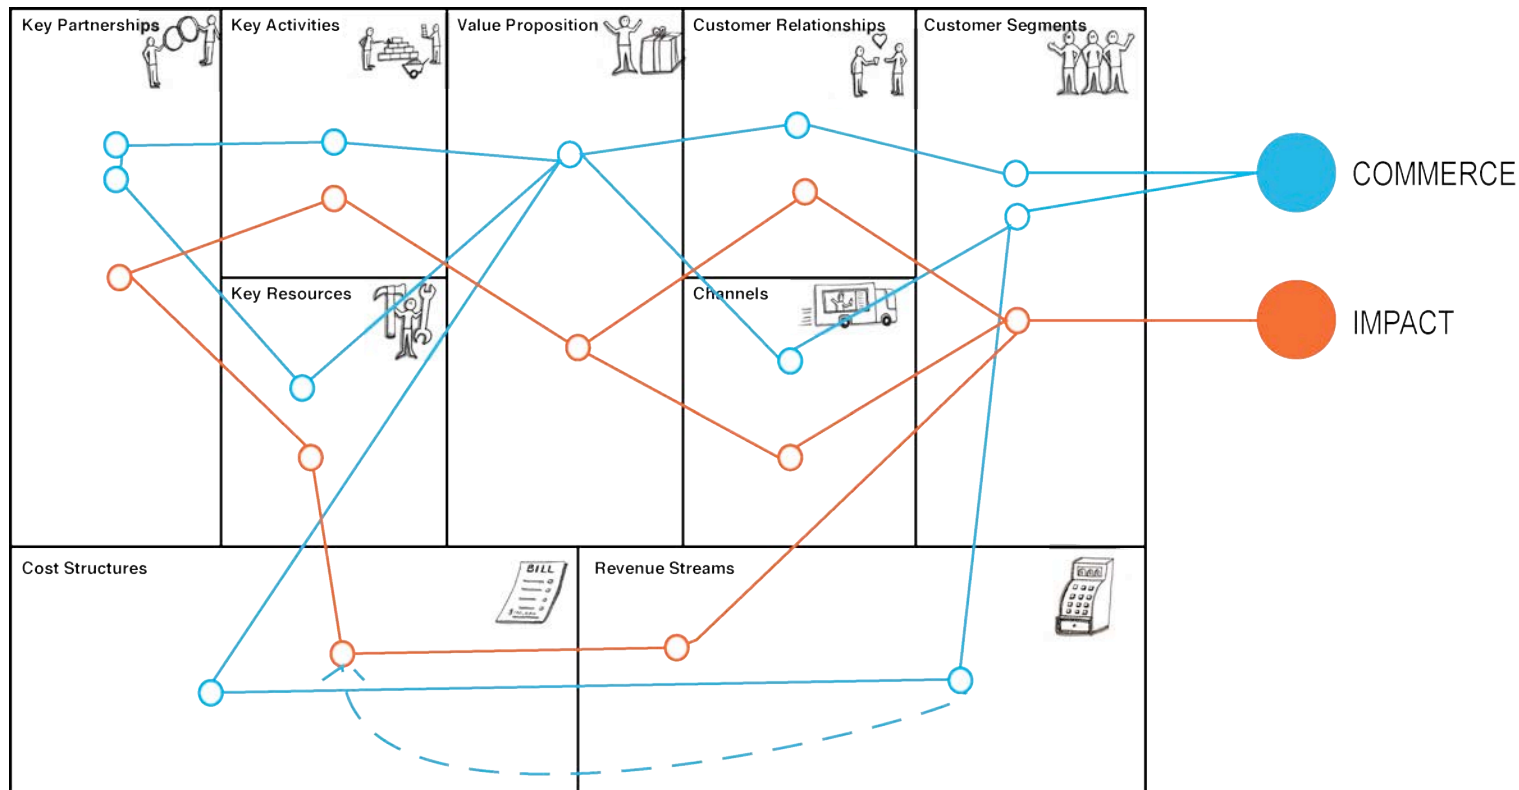 Key Partnerships
Key Activities
Value Proposition
Customer Relationships
Customer Segments
COMMERCE
Key Resources
Channels
IMPACT
Cost Structures
BILL
Revenue Streams